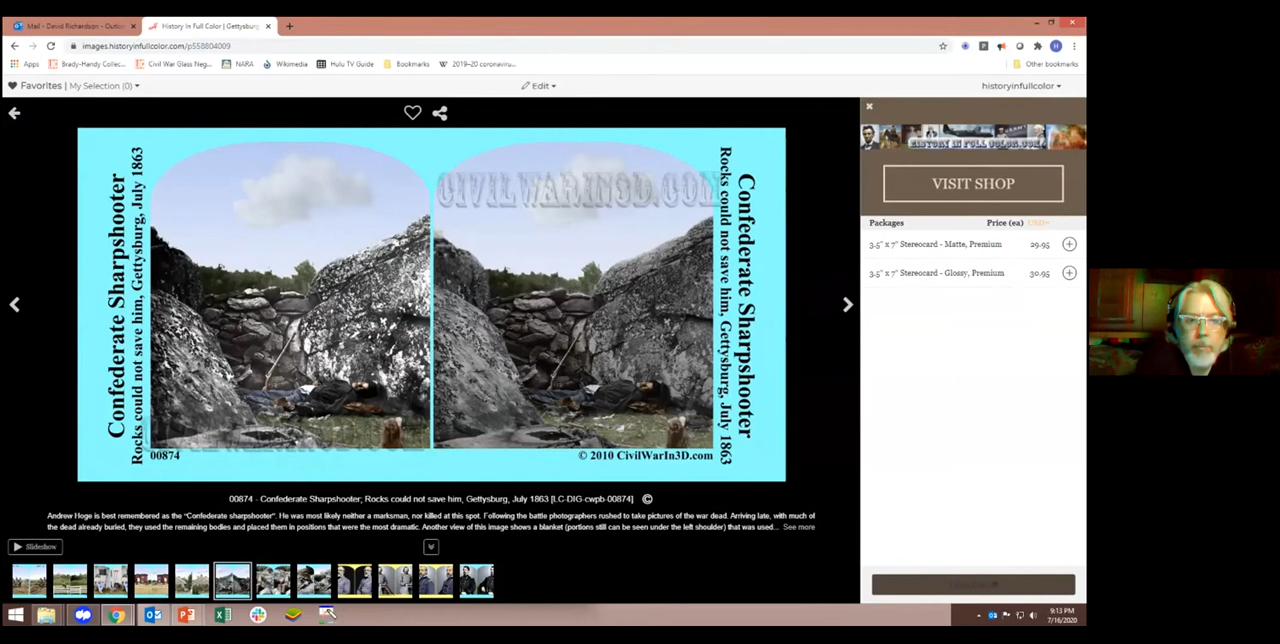 Mail - David Richardson - Outloo
History In Full Color | Gettysburg
images.historyinfullcolor.com/p558804009
Apps
Brady-Handy Collec...
Civil War Glass Neg...
NARA
Wikimedia
Hulu TV Guide
Bookmarks
2019–20 coronaviru...
Other bookmarks
Favorites | My Selection (0)
Edit
historyinfullcolor
Confederate Sharpshooter
Rocks could not save him, Gettysburg, July 1863
CIVILWARIN3D.COM
Rocks could not save him, Gettysburg, July 1863
Confederate Sharpshooter
00874
© 2010 CivilWarIn3D.com
00874 - Confederate Sharpshooter; Rocks could not save him, Gettysburg, July 1863 [LC-DIG-cwpb-00874] ©
Andrew Hoge is best remembered as the "Confederate sharpshooter". He was most likely neither a marksman, nor killed at this spot. Following the battle photographers rushed to take pictures of the war dead. Arriving late, with much of
the dead already buried, they used the remaining bodies and placed them in positions that were the most dramatic. Another view of this image shows a blanket (portions still can be seen under the left shoulder) that was used... See more
Slideshow
HISTORY IN FULL COLOR.COM
VISIT SHOP
Packages Price (ea) USD
3.5" x 7" Stereocard - Matte, Premium 29.95
3.5" x 7" Stereocard - Glossy, Premium 30.95
9:13 PM
7/16/2020